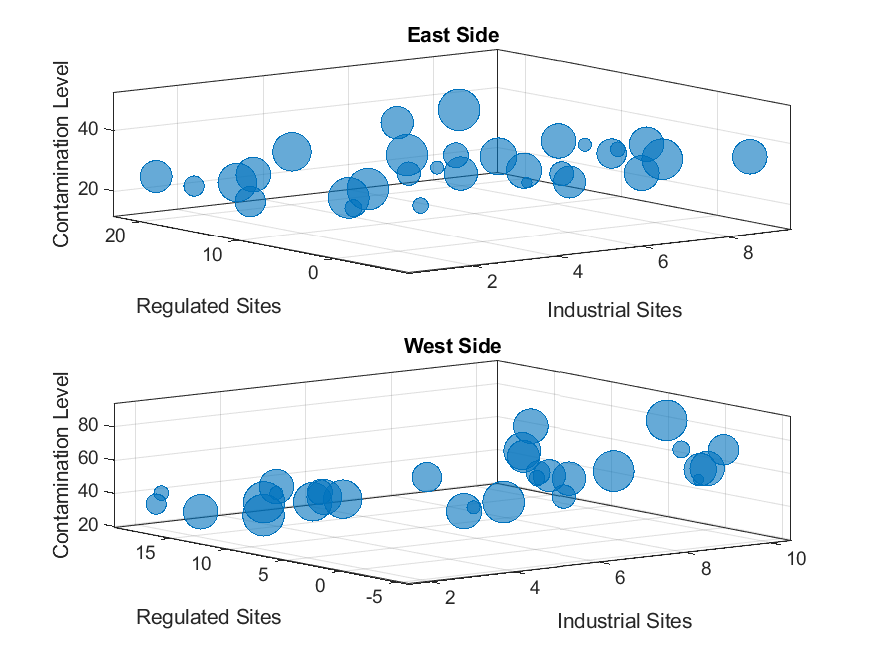 East Side
Contamination Level
40
20
20
10
0
2
4
6
8
Regulated Sites
Industrial Sites
West Side
Contamination Level
80
60
40
20
15
10
5
0
-5
2
4
6
8
10
Regulated Sites
Industrial Sites